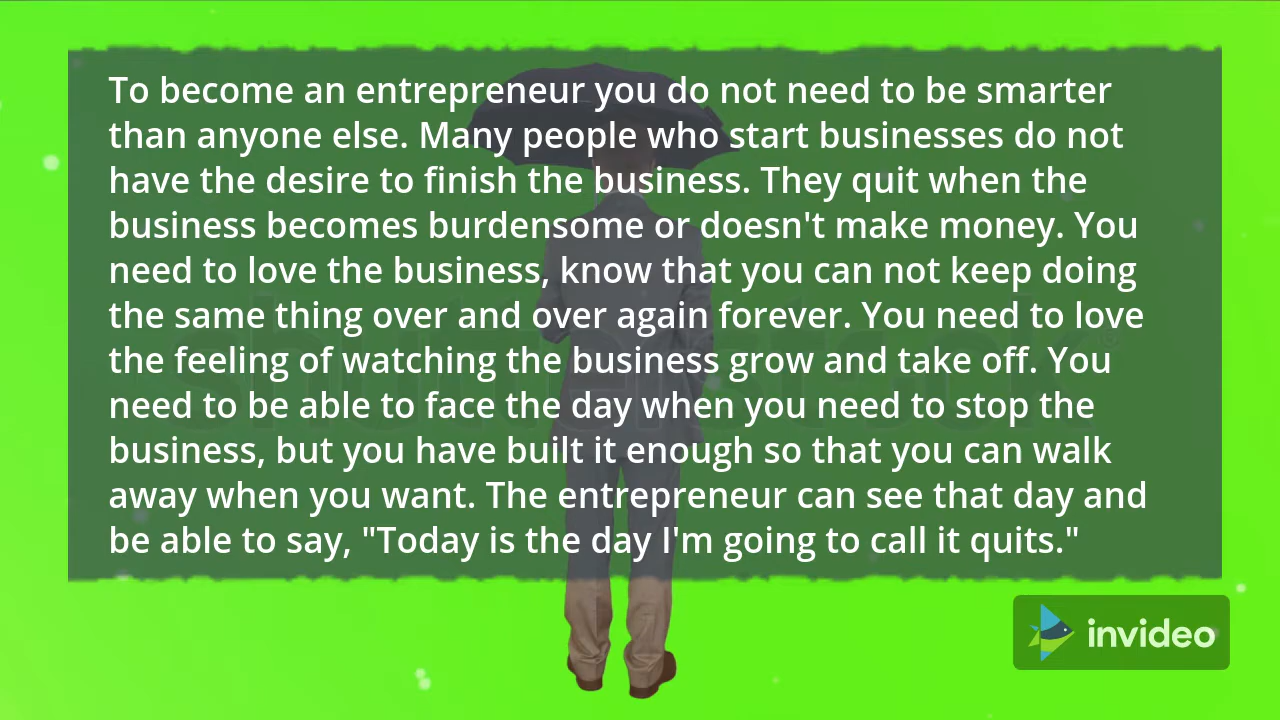 To become an entrepreneur you do not need to be smarter
than anyone else. Many people who start businesses do not
have the desire to finish the business. They quit when the
business becomes burdensome or doesn't make money. You
need to love the business, know that you can not keep doing
the same thing over and over again forever. You need to love
the feeling of watching the business grow and take off. You
need to be able to face the day when you need to stop the
business, but you have built it enough so that you can walk
away when you want. The entrepreneur can see that day and
be able to say, "Today is the day I'm going to call it quits."
shutterstock
invideo